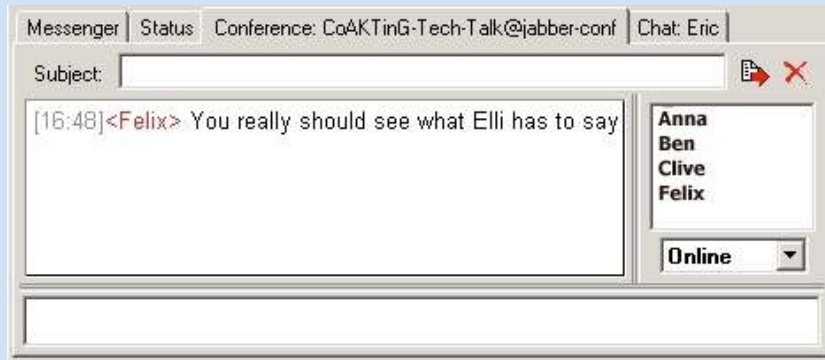 Messenger Status Conference: CoAKTinG-Tech-Talk@jabber-conf Chat: Eric
Subject:
[16:48]<Felix> You really should see what Elli has to say
Anna
Ben
Clive
Felix
Online